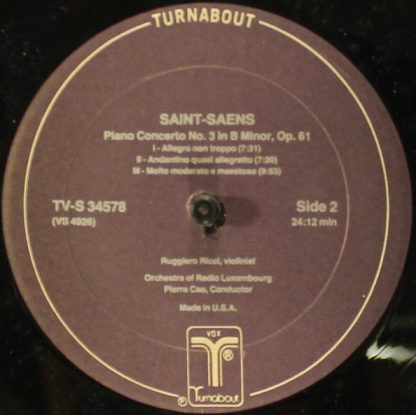 TURNABOUT
SAINT-SAENS
Piano Concerto No. 3 in B Minor, Op. 61
I - Allegro non troppo (7:31)
II - Andantino quasi allegretto (7:20)
III - Molto moderato e maestoso (9:53)
TV-S 34578
(VS 4926)
Side 2
24:12 min
Ruggiero Ricci, violinist
Orchestra of Radio Luxembourg
Pierre Cao, Conductor
Made in U.S.A.
VOX
T ®
℗ Turnabout